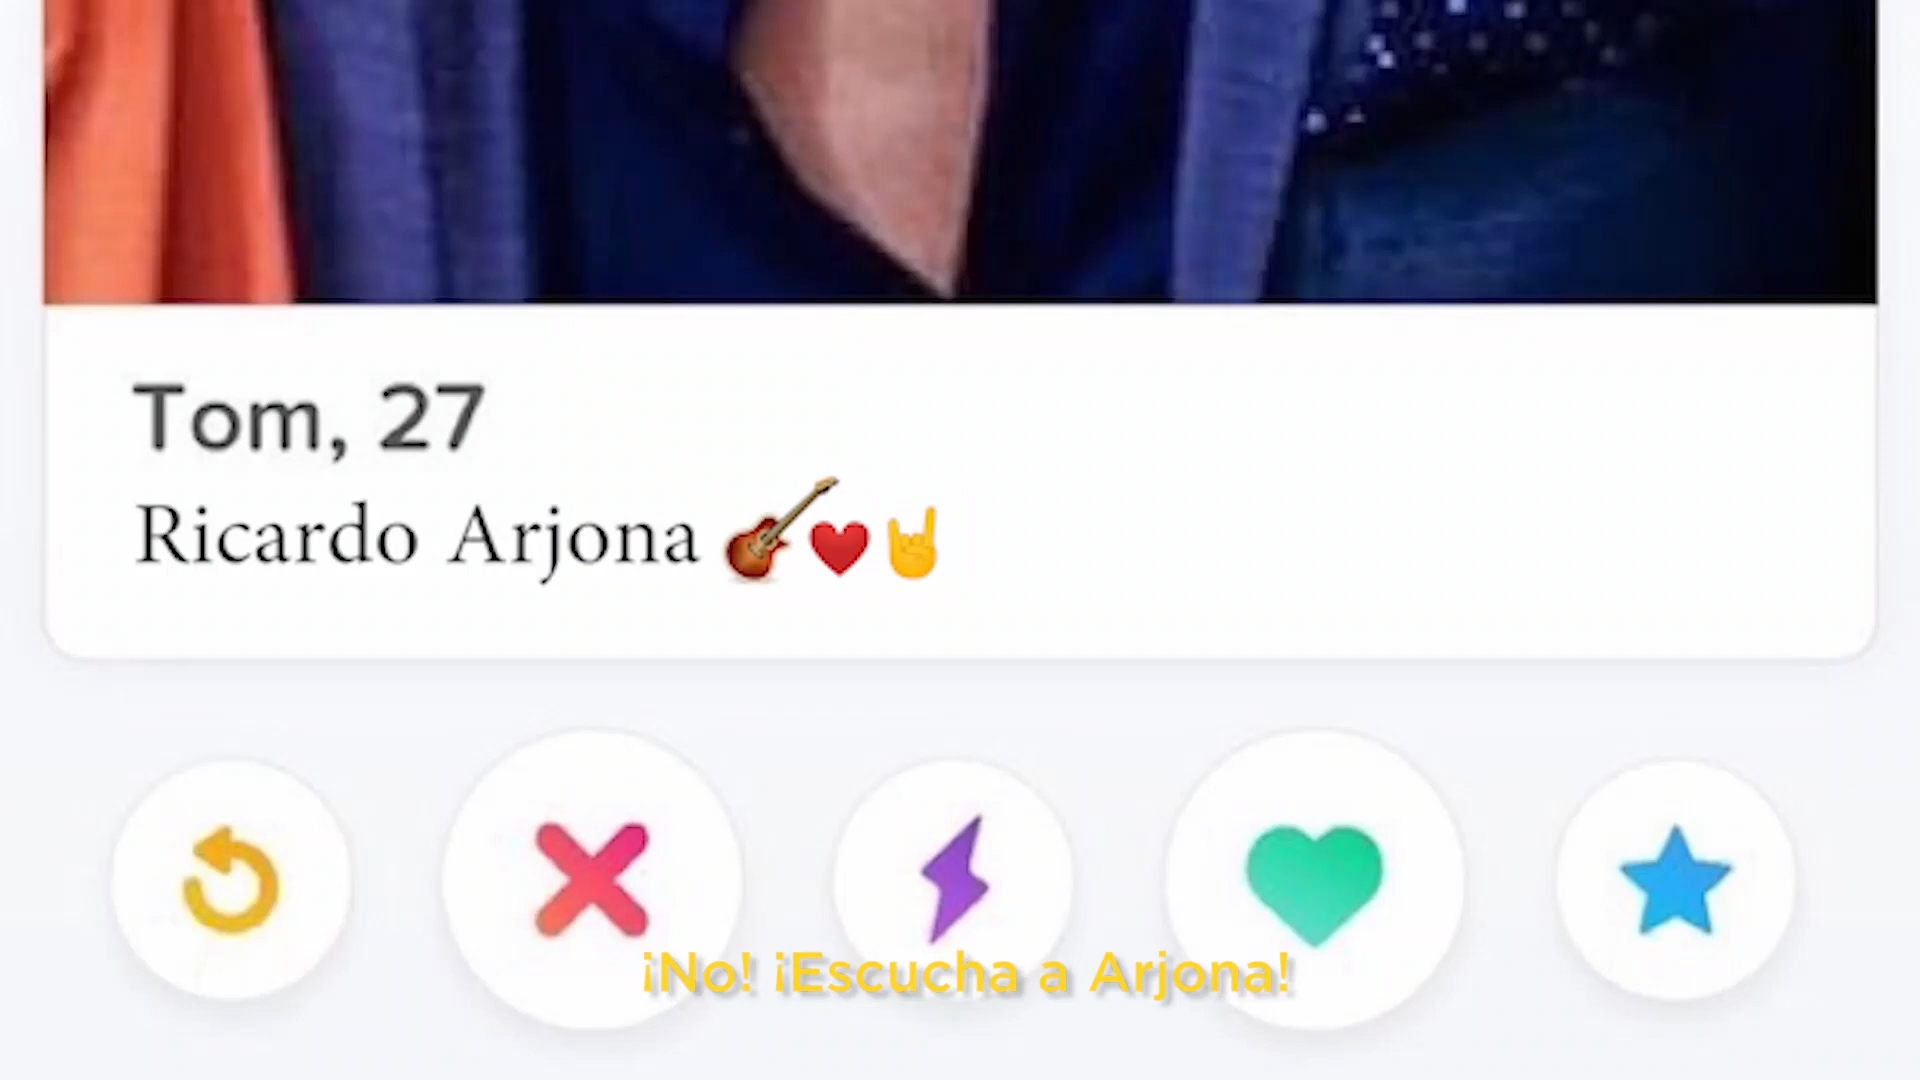 Tom, 27
Ricardo Arjona 🎸❤️🤘
¡No! ¡Escucha a Arjona!